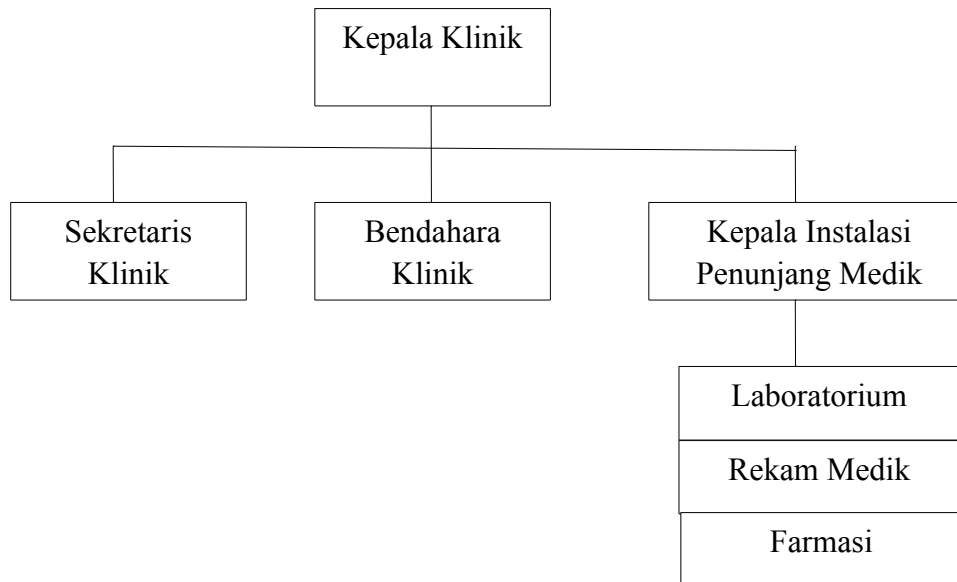 Kepala Klinik
Sekretaris
Klinik
Bendahara
Klinik
Kepala Instalasi
Penunjang Medik
Laboratorium
Rekam Medik
Farmasi